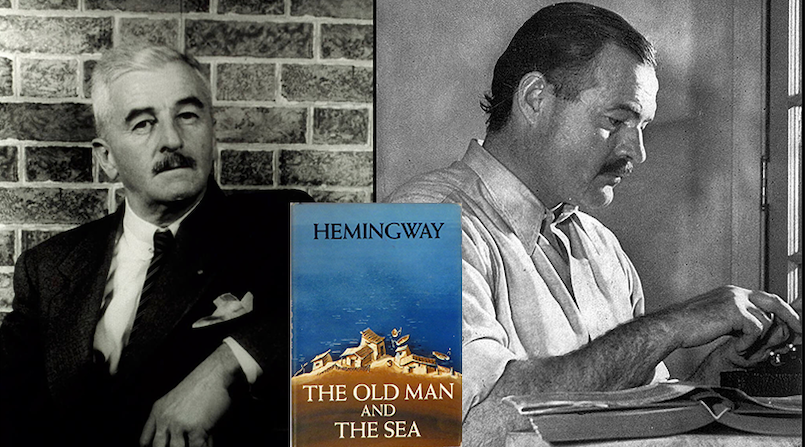 HEMINGWAY
THE OLD MAN
AND
THE SEA